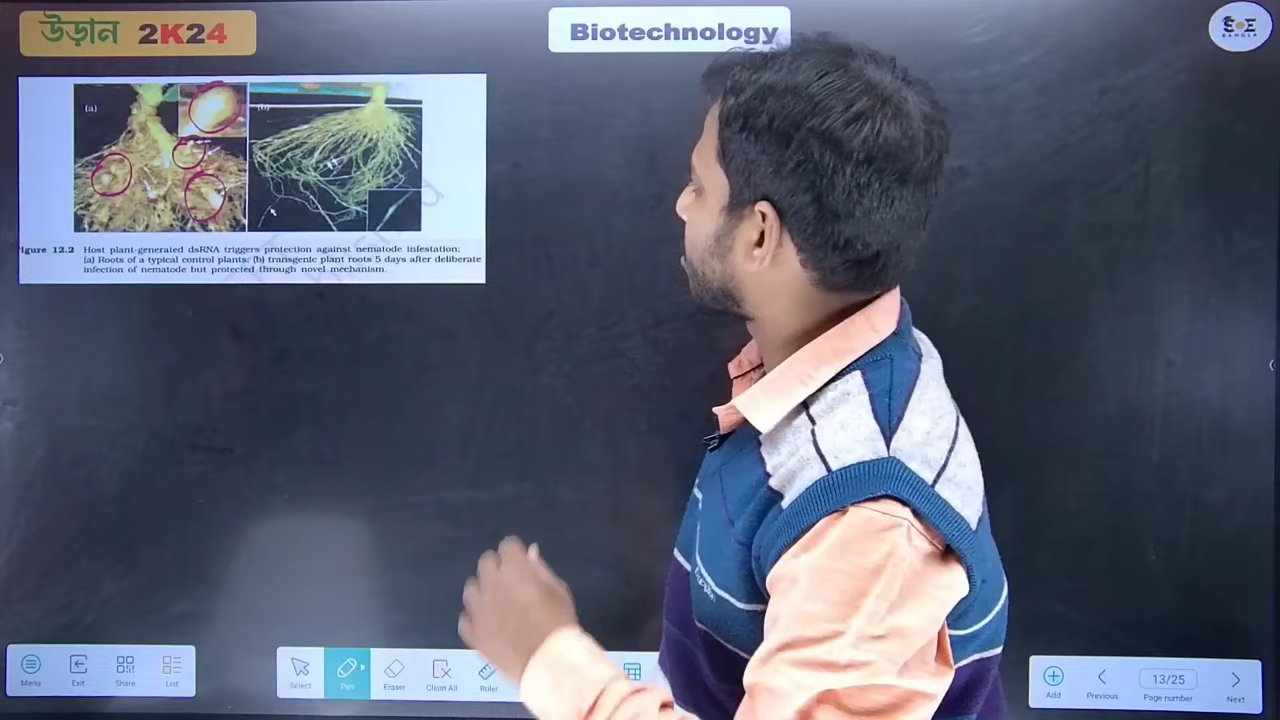 উড়ান 2K24
Biotechnology
SOE
BANGLA
(a)
(b)
igure 12.2 Host plant-generated dsRNA triggers protection against nematode infestation:
(a) Roots of a typical control plants; (b) transgenic plant roots 5 days after deliberate
infection of nematode but protected through novel mechanism.
Menu
Exit
Share
List
Select
Pen
Eraser
Clean All
Ruler
Add
Previous
13/25
Page number
Next